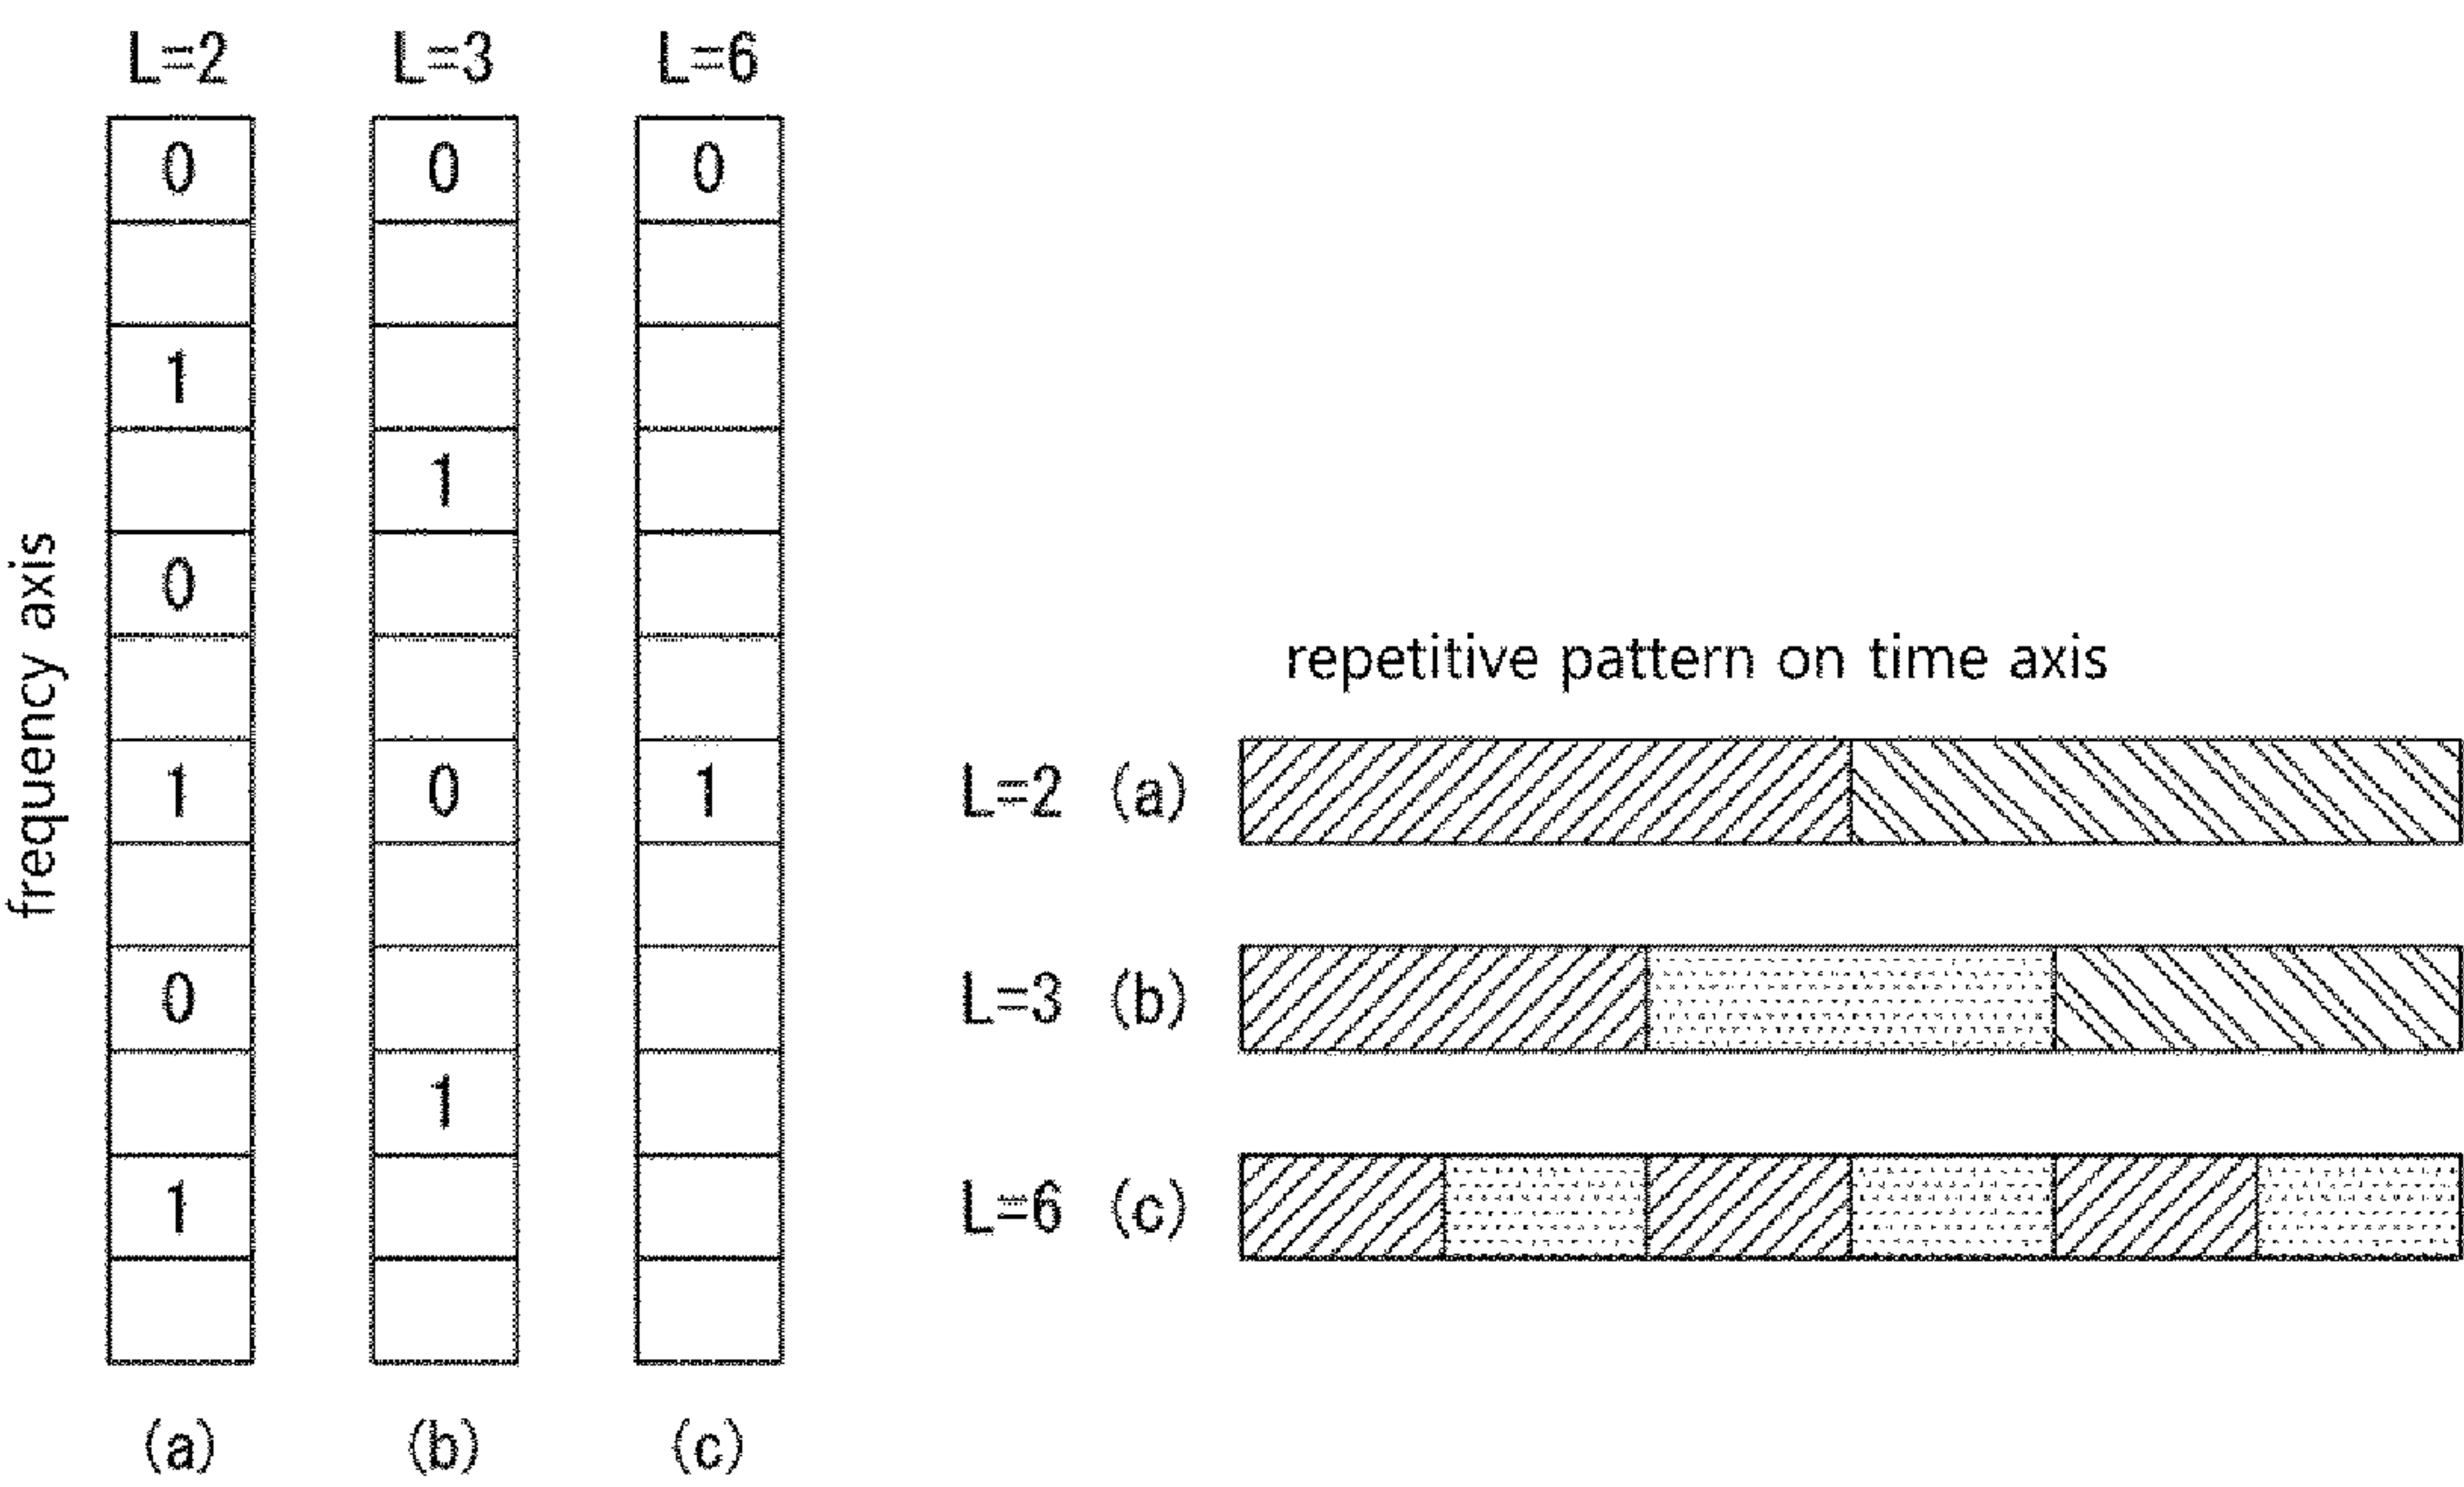 L=2 L=3 L=6
0 0 0
1
1
0
1 0 1
0
1
1
(a) (b) (c)
frequency axis
repetitive pattern on time axis
L=2 (a)
L=3 (b)
L=6 (c)